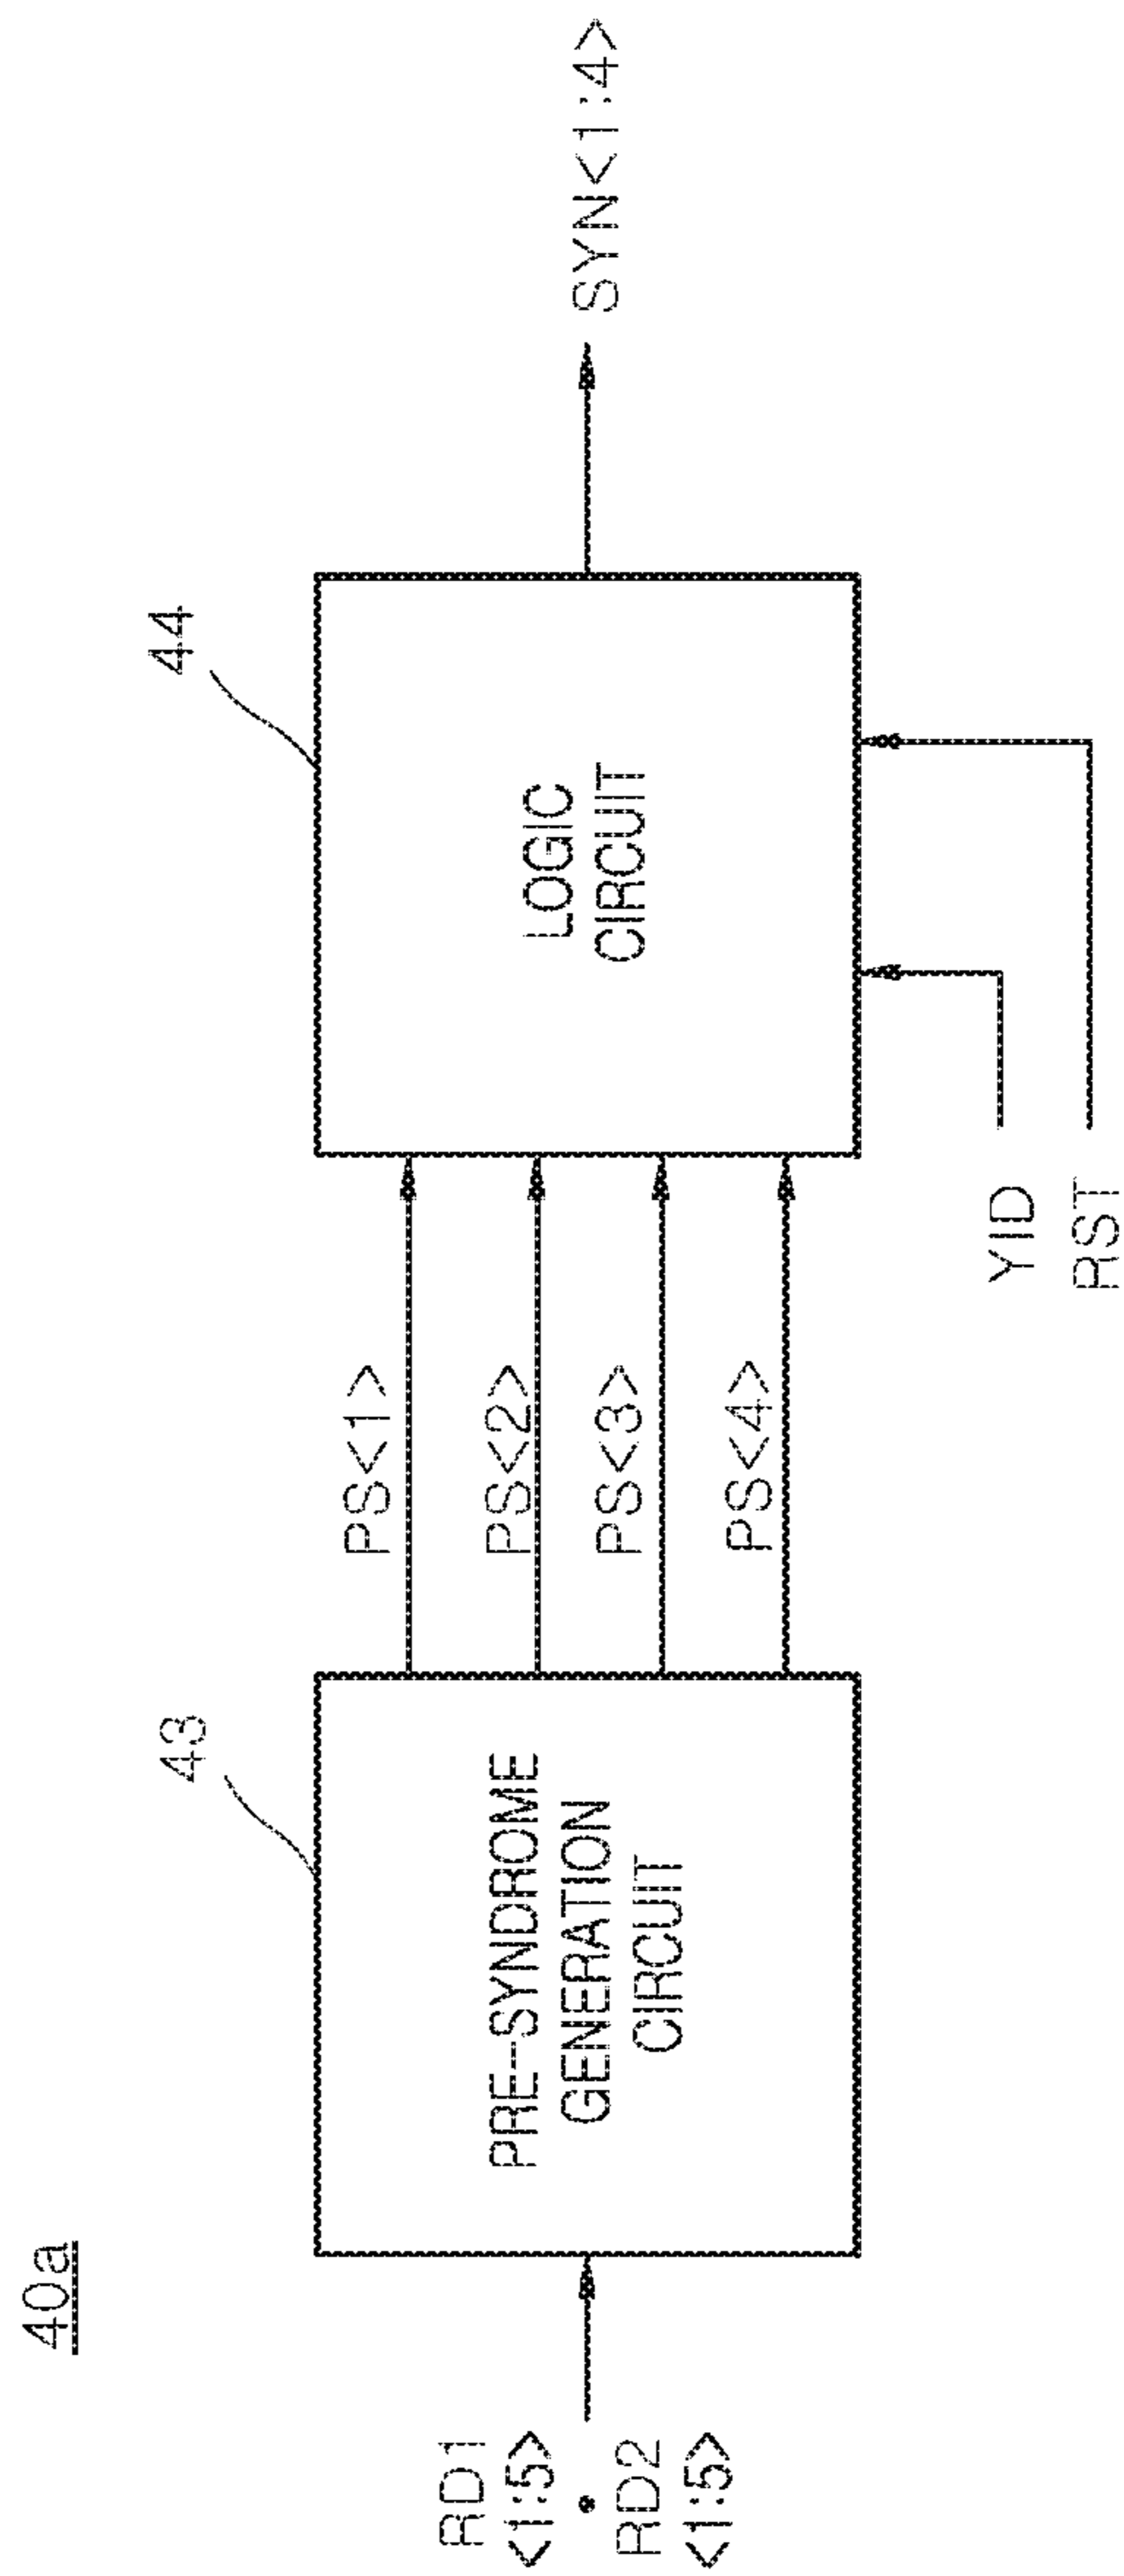 40a
43
44
RD1
<1:5>
•
RD2
<1:5>
PRE-SYNDROME
GENERATION
CIRCUIT
PS<1>
PS<2>
PS<3>
PS<4>
LOGIC
CIRCUIT
SYN<1:4>
YID
RST